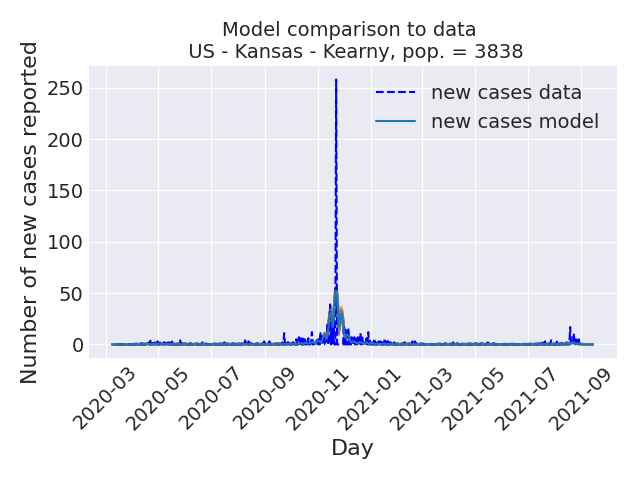 Model comparison to data
US - Kansas - Kearny, pop. = 3838
Number of new cases reported
250
200
150
100
50
0
new cases data
new cases model
2020-03
2020-05
2020-07
2020-09
2020-11
2021-01
2021-03
2021-05
2021-07
2021-09
Day